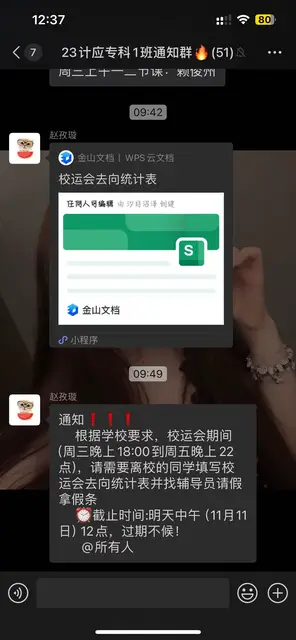 12:37
80
7
23计应专科1班通知群🔥(51)
周三上午一二节课：赖俊州
09:42
赵孜璇
金山文档 | WPS云文档
校运会去向统计表
任何人可编辑
S
金山文档
小程序
09:49
赵孜璇
通知❗❗❗
根据学校要求，校运会期间
(周三晚上18:00到周五晚上22
点)，请需要离校的同学填写校
运会去向统计表并找辅导员请假
拿假条
⏰截止时间:明天中午 (11月11
日) 12点，过期不候！
@所有人